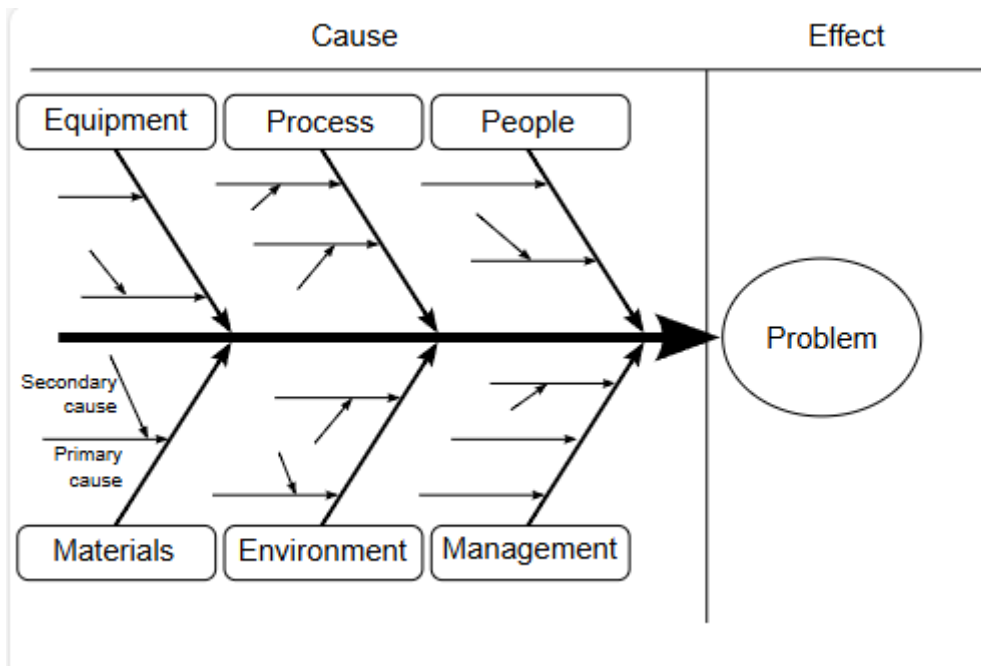 Cause
Effect
Equipment
Process
People
Problem
Secondary
cause
Primary
cause
Materials
Environment
Management